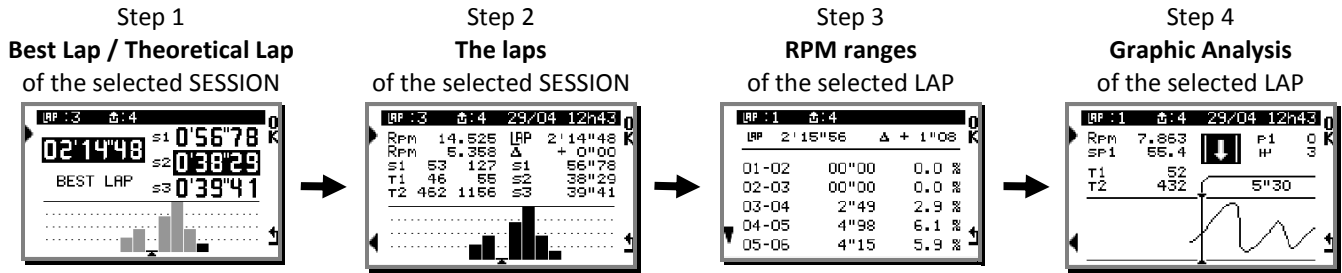 Step 1
Best Lap / Theoretical Lap
of the selected SESSION
LAP :3 :4
02'14"48
BEST LAP
S1 0'56"78
S2 0'38"29
S3 0'39"41
OK
Step 2
The laps
of the selected SESSION
LAP :3 :4 29/04 12h43
RPM 14.525 LAP 2'14"48
RPM 5.358 Δ + 0"00
S1 53 127 S1 56"78
T1 46 55 S2 38"29
T2 462 1156 S3 39"41
OK
Step 3
RPM ranges
of the selected LAP
LAP :1 :4
LAP 2'15"56 Δ + 1"08
01-02 00"00 0.0 %
02-03 00"00 0.0 %
03-04 2"49 2.9 %
04-05 4"98 6.1 %
05-06 4"15 5.9 %
OK
Step 4
Graphic Analysis
of the selected LAP
LAP :1 :4 29/04 12h43
RPM 7.863 P1 0
SP1 55.4 3
T1 52
T2 432 5"30
OK